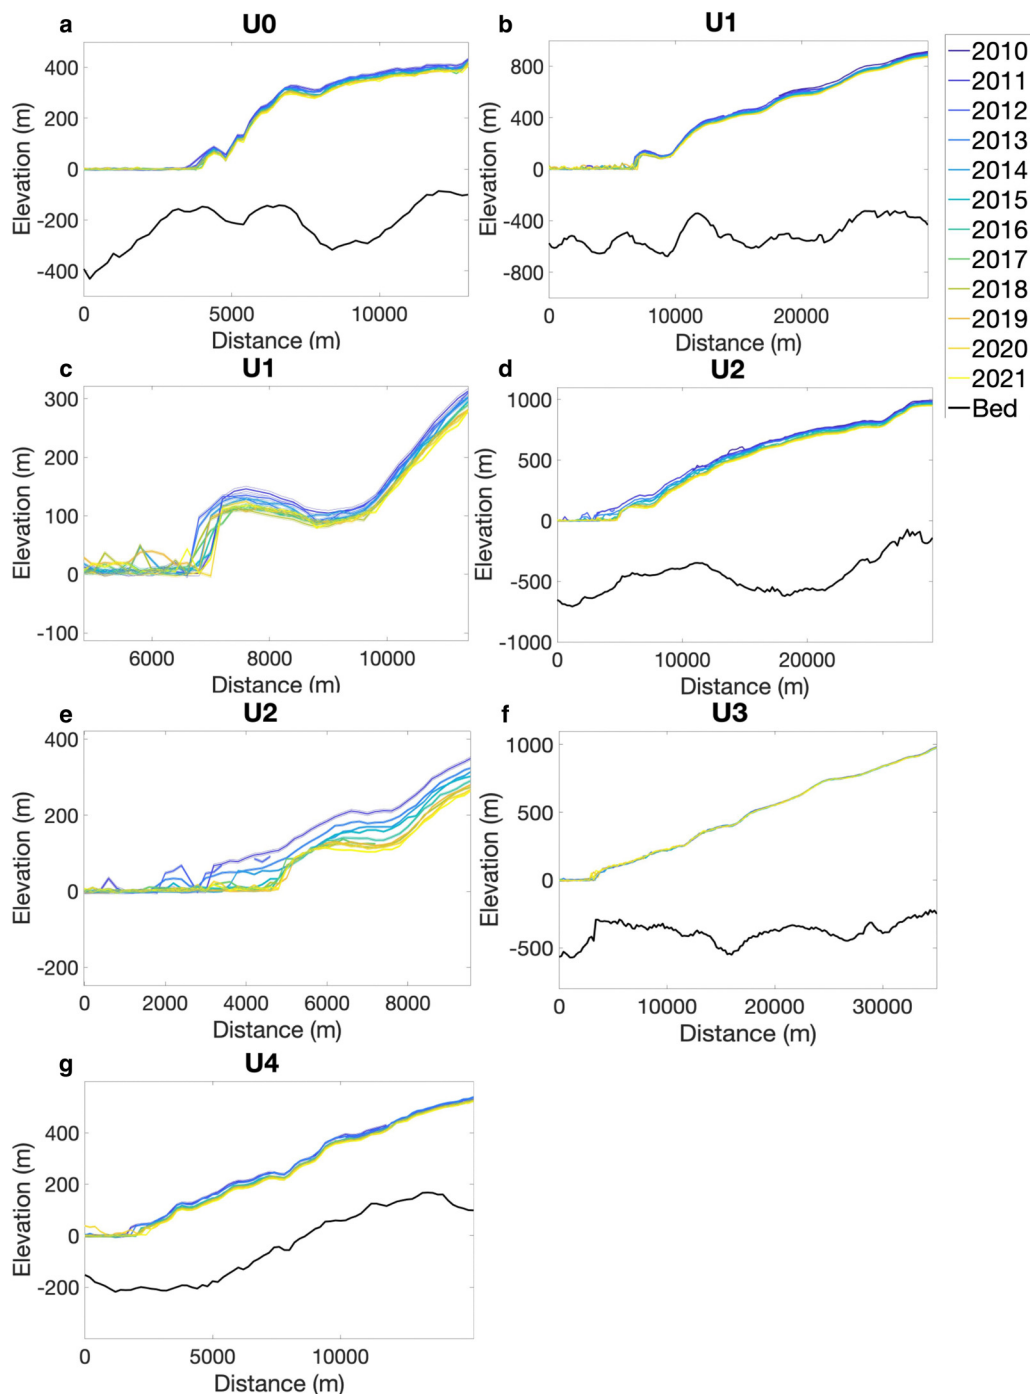 a U0
400
200
0
-200
-400
Elevation (m)
0 5000 10000
Distance (m)
b U1
800
400
0
-400
-800
Elevation (m)
0 10000 20000
Distance (m)
2010
2011
2012
2013
2014
2015
2016
2017
2018
2019
2020
2021
Bed
c U1
300
200
100
0
-100
Elevation (m)
6000 8000 10000
Distance (m)
d U2
1000
500
0
-500
-1000
Elevation (m)
0 10000 20000
Distance (m)
e U2
400
200
0
-200
Elevation (m)
0 2000 4000 6000 8000
Distance (m)
f U3
1000
500
0
-500
Elevation (m)
0 10000 20000 30000
Distance (m)
g U4
400
200
0
-200
Elevation (m)
0 5000 10000
Distance (m)